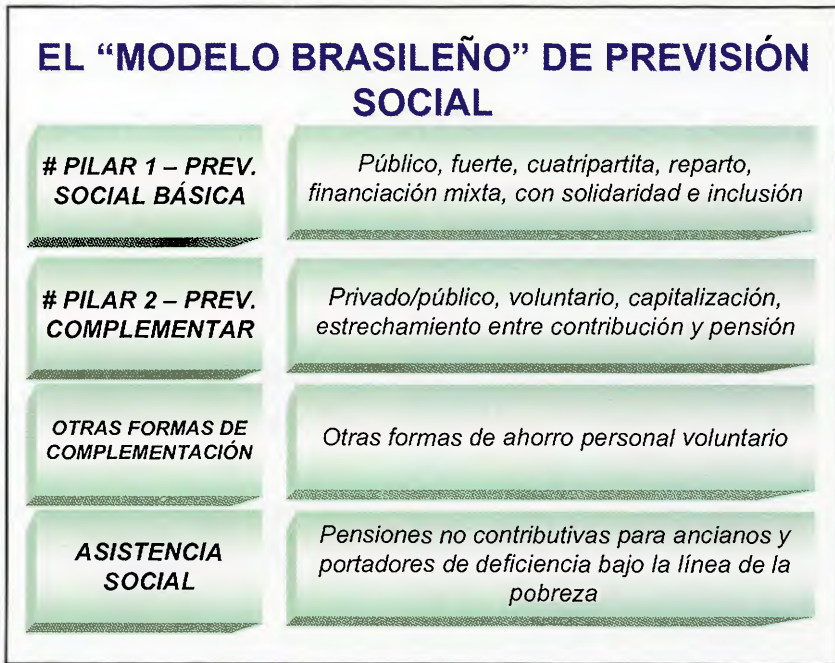 EL “MODELO BRASILEÑO” DE PREVISIÓN
SOCIAL
# PILAR 1 – PREV.
SOCIAL BÁSICA
Público, fuerte, cuatripartita, reparto,
financiación mixta, con solidaridad e inclusión
# PILAR 2 – PREV.
COMPLEMENTAR
Privado/público, voluntario, capitalización,
estrechamiento entre contribución y pensión
OTRAS FORMAS DE
COMPLEMENTACIÓN
Otras formas de ahorro personal voluntario
ASISTENCIA
SOCIAL
Pensiones no contributivas para ancianos y
portadores de deficiencia bajo la línea de la
pobreza